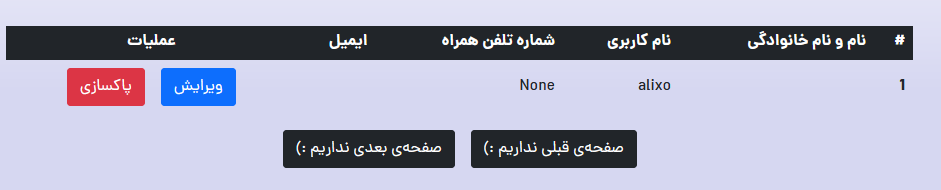 # نام و نام خانوادگی نام کاربری شماره تلفن همراه ایمیل عملیات
1 alixo None ویرایش پاکسازی
صفحه‌ی قبلی نداریم :) صفحه‌ی بعدی نداریم :)